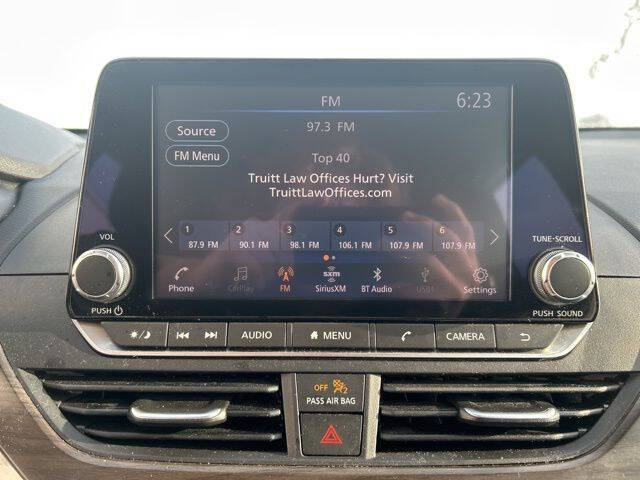 FM 6:23
Source 97.3 FM
FM Menu Top 40
Truitt Law Offices Hurt? Visit
TruittLawOffices.com
1 2 3 4 5 6
87.9 FM 90.1 FM 98.1 FM 106.1 FM 107.9 FM 107.9 FM
VOL TUNE-SCROLL
sxm
Phone CarPlay FM SiriusXM BT Audio USB1 Settings
PUSH PUSH SOUND
AUDIO MENU CAMERA
OFF
PASS AIR BAG